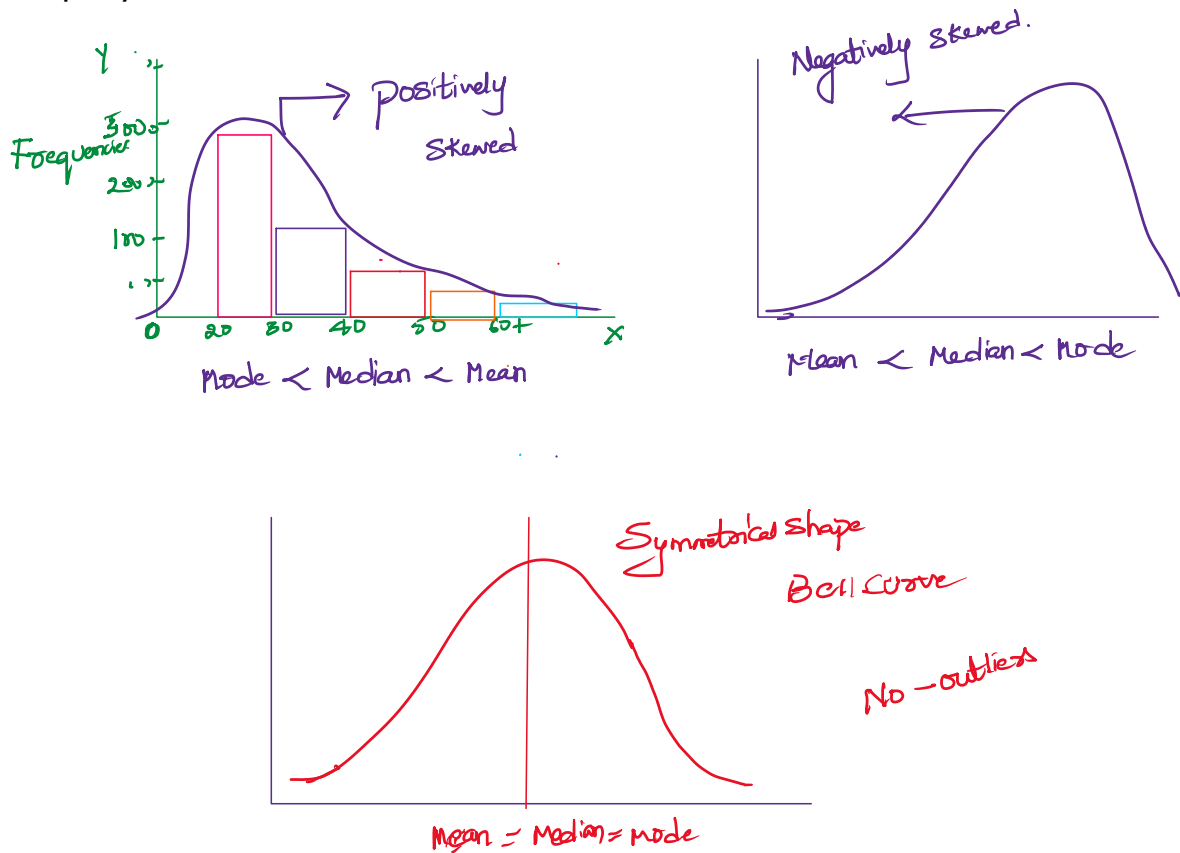 Y
Positively
Skewed
Frequencies
200
100
0 20 30 40 50 60+ X
Mode < Median < Mean
Negatively Skewed.
Mean < Median < Mode
Symmetrical shape
Bell Curve
No-outliers
Mean = Median = Mode